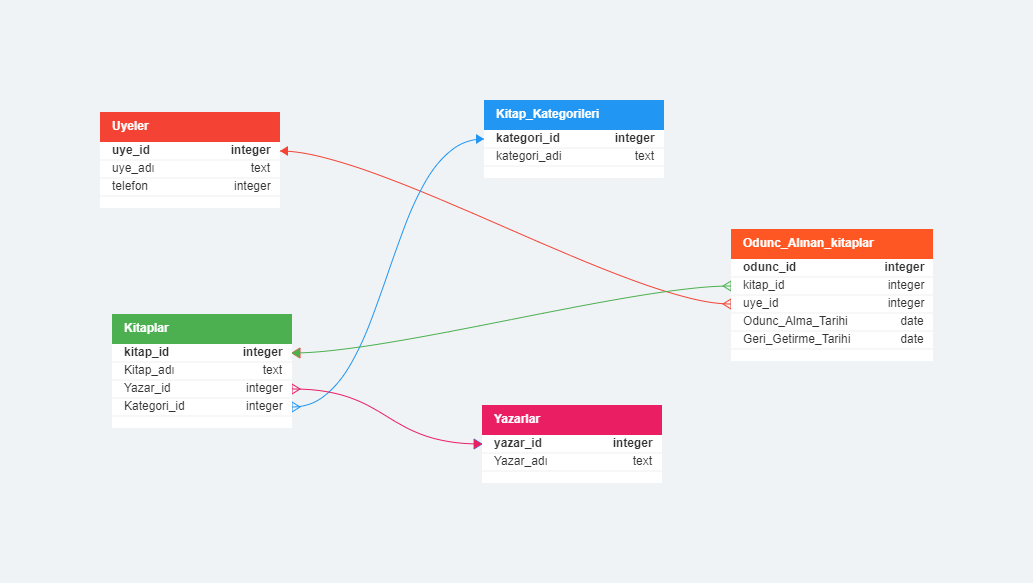 Uyeler
uye_id integer
uye_adı text
telefon integer
Kitap_Kategorileri
kategori_id integer
kategori_adi text
Odunc_Alınan_kitaplar
odunc_id integer
kitap_id integer
uye_id integer
Odunc_Alma_Tarihi date
Geri_Getirme_Tarihi date
Kitaplar
kitap_id integer
Kitap_adı text
Yazar_id integer
Kategori_id integer
Yazarlar
yazar_id integer
Yazar_adı text